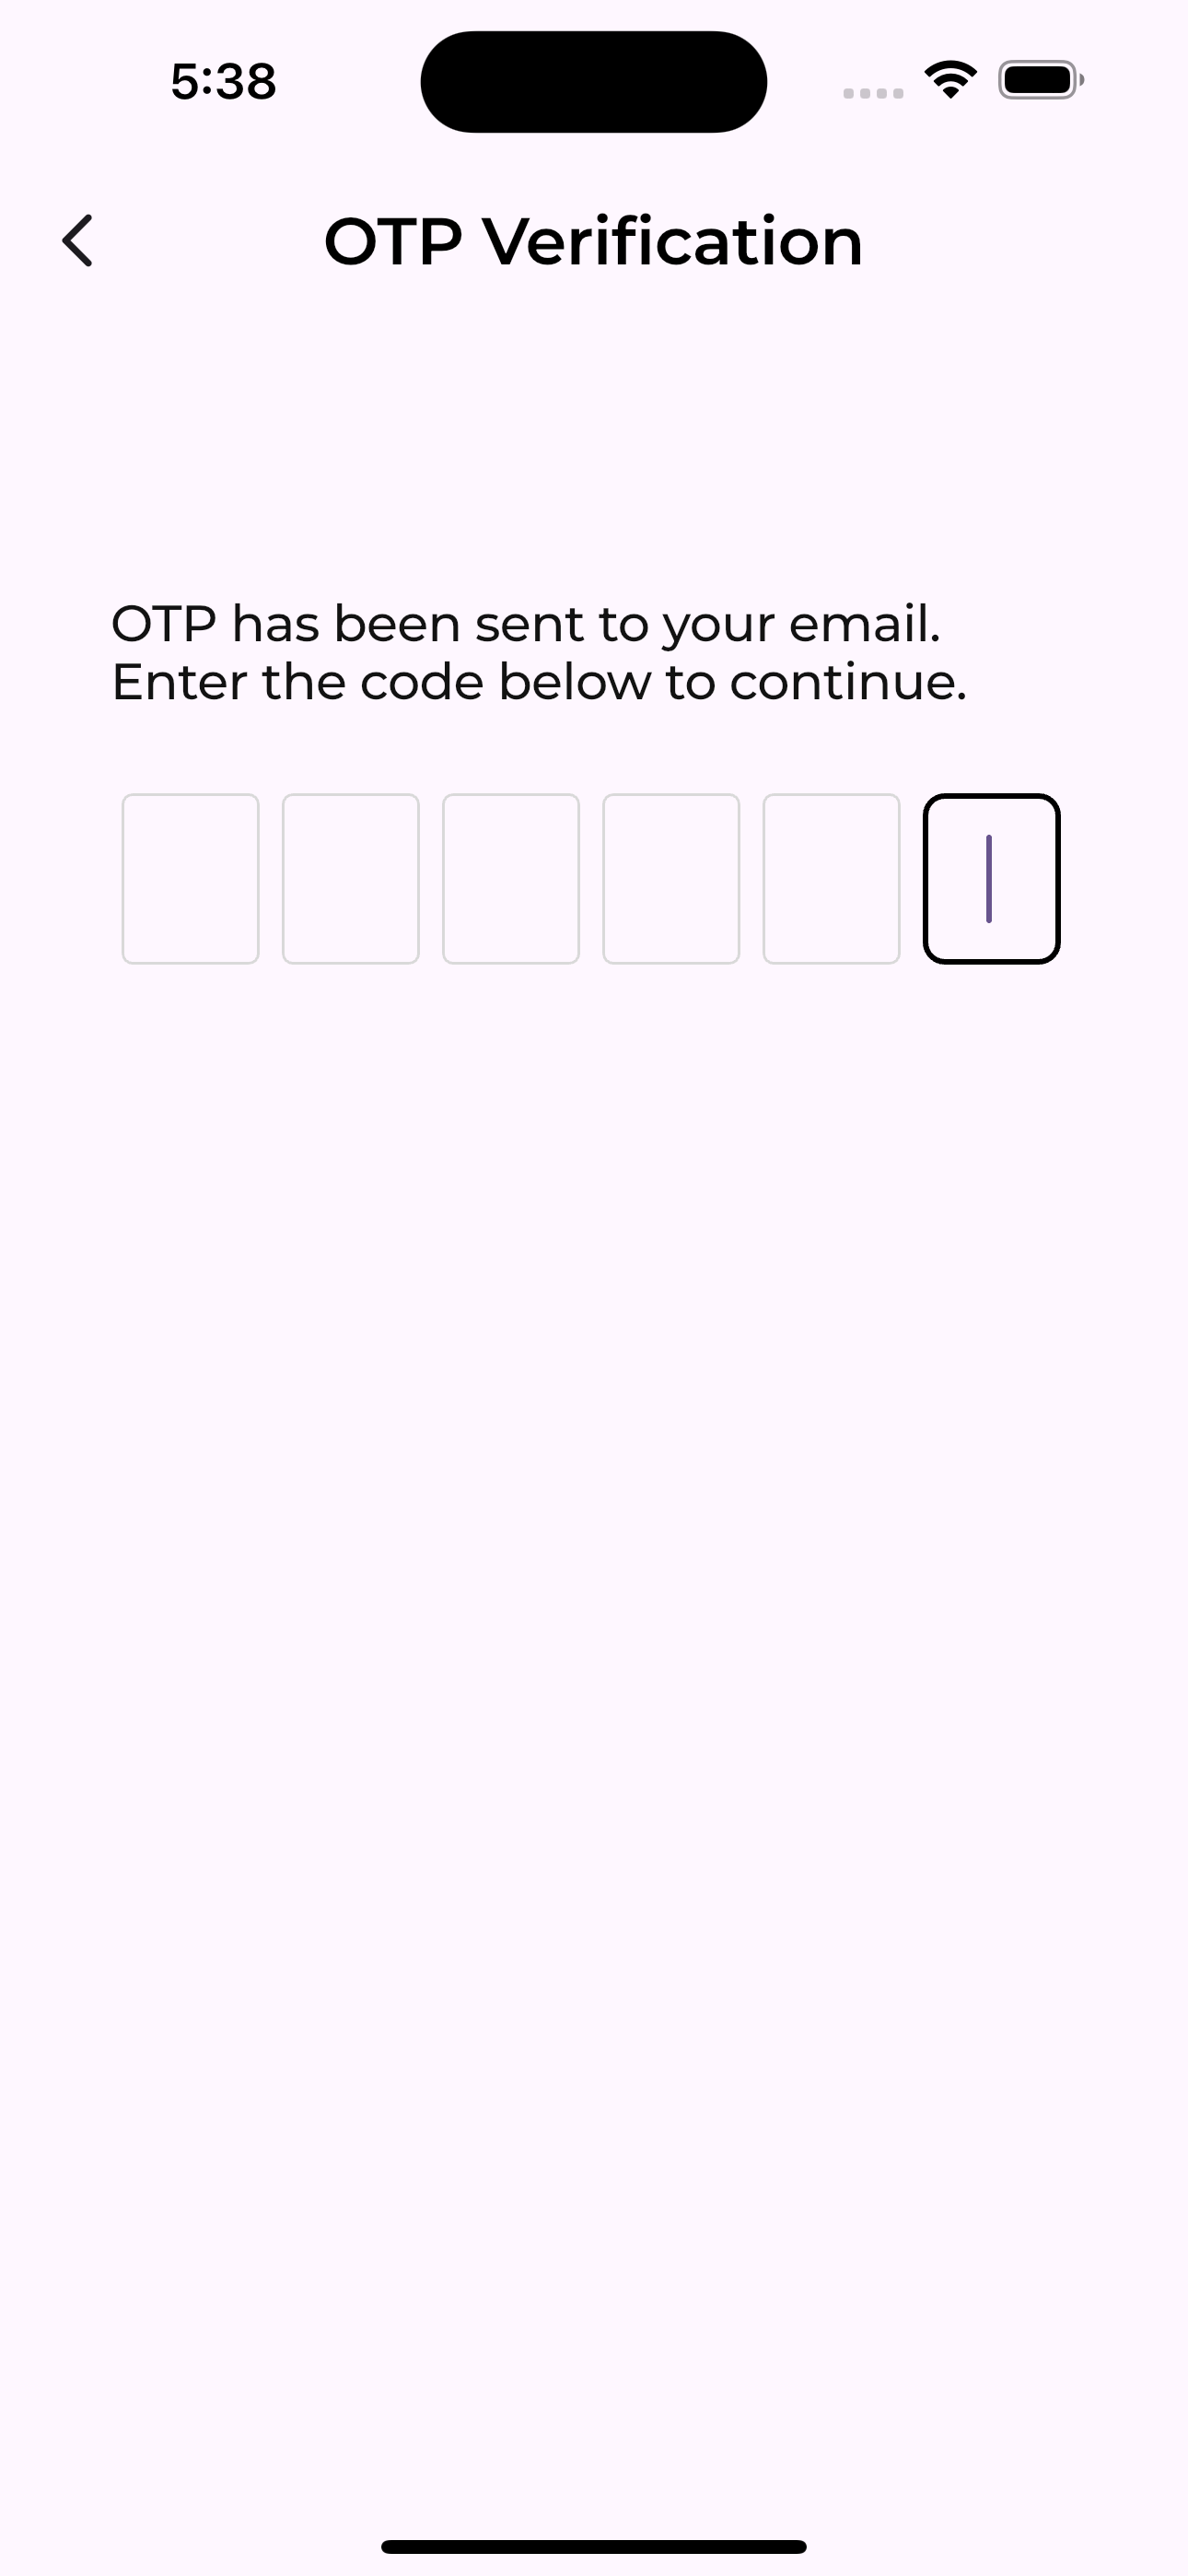 5:38
OTP Verification
OTP has been sent to your email.
Enter the code below to continue.